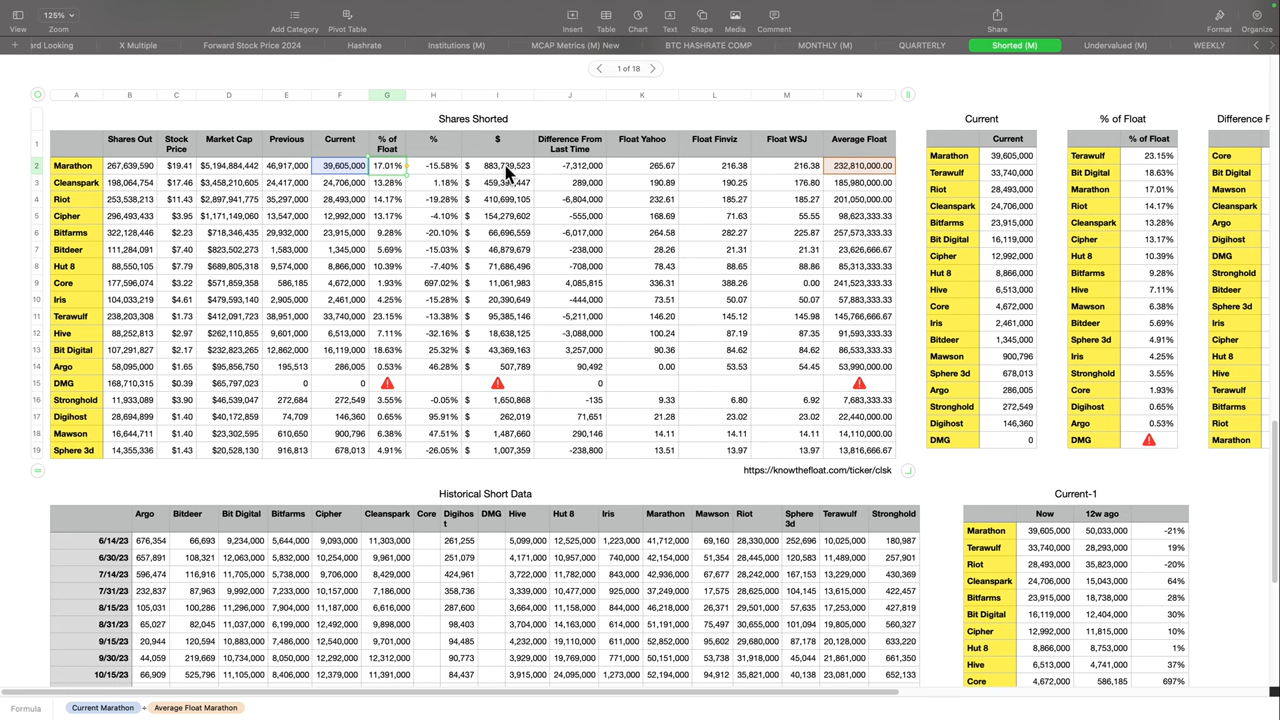 125%
View Zoom Add Category Pivot Table Insert Table Chart Text Shape Media Comment Share Format Organize
ard Looking X Multiple Forward Stock Price 2024 Hashrate Institutions (M) MCAP Metrics (M) New BTC HASHRATE COMP MONTHLY (M) QUARTERLY Shorted (M) Undervalued (M) WEEKLY
1 of 18
A B C D E F G H I J K L M N
Shares Shorted
Shares Out Stock Price Market Cap Previous Current % of Float % $ Difference From Last Time Float Yahoo Float Finviz Float WSJ Average Float
1
2 Marathon 267,639,590 $19.41 $5,194,884,442 46,917,000 39,605,000 17.01% -15.58% $ -7,312,000 265.67 216.38 216.38 232,810,000.00
3 Cleanspark 198,064,754 $17.46 $3,458,210,605 24,417,000 24,706,000 13.28% 1.18% $ 289,000 190.89 190.25 176.80 185,980,000.00
4 Riot 253,538,213 $11.43 $2,897,941,775 35,297,000 28,493,000 14.17% -19.28% $ 410,699,105 -6,804,000 232.61 185.27 185.27 201,050,000.00
5 Cipher 296,493,433 $3.95 $1,171,149,060 13,547,000 12,992,000 13.17% -4.10% $ 154,279,602 -555,000 168.69 71.63 55.55 98,623,333.33
6 Bitfarms 322,128,446 $2.23 $718,346,435 29,932,000 23,915,000 9.28% -20.10% $ 66,696,559 -6,017,000 264.58 282.27 225.87 257,573,333.33
7 Bitdeer 111,284,091 $7.40 $823,502,273 1,583,000 1,345,000 5.69% -15.03% $ 46,879,679 -238,000 28.26 21.31 21.31 23,626,666.67
8 Hut 8 88,550,105 $7.79 $689,805,318 9,574,000 8,866,000 10.39% -7.40% $ 71,686,496 -708,000 78.43 88.65 88.86 85,313,333.33
9 Core 177,596,074 $3.22 $571,859,358 586,185 4,672,000 1.93% 697.02% $ 11,061,983 4,085,815 336.31 388.26 0.00 241,523,333.33
10 Iris 104,033,219 $4.61 $479,593,140 2,905,000 2,461,000 4.25% -15.28% $ 20,390,649 -444,000 73.51 50.07 50.07 57,883,333.33
11 Terawulf 238,203,308 $1.73 $412,091,723 38,951,000 33,740,000 23.15% -13.38% $ 95,385,146 -5,211,000 146.20 145.12 145.98 145,766,666.67
12 Hive 88,252,813 $2.97 $262,110,855 9,601,000 6,513,000 7.11% -32.16% $ 18,638,125 -3,088,000 100.24 87.19 87.35 91,593,333.33
13 Bit Digital 107,291,827 $2.17 $232,823,265 12,862,000 16,119,000 18.63% 25.32% $ 43,369,163 3,257,000 90.36 84.62 84.62 86,533,333.33
14 Argo 58,095,000 $1.65 $95,856,750 195,513 286,005 0.53% 46.28% $ 507,789 90,492 0.00 53.53 54.45 53,990,000.00
15 DMG 168,710,315 $0.39 $65,797,023 0 0 0
16 Stronghold 11,933,089 $3.90 $46,539,047 272,684 272,549 3.55% -0.05% $ 1,650,868 -135 9.33 6.80 6.92 7,683,333.33
17 Digihost 28,694,899 $1.40 $40,172,859 74,709 146,360 0.65% 95.91% $ 262,019 71,651 21.28 23.02 23.02 22,440,000.00
18 Mawson 16,644,711 $1.40 $23,302,595 610,650 900,796 6.38% 47.51% $ 1,487,660 290,146 14.11 14.11 14.11 14,110,000.00
19 Sphere 3d 14,355,336 $1.43 $20,528,130 916,813 678,013 4.91% -26.05% $ 1,007,359 -238,800 13.51 13.97 13.97 13,816,666.67
https://knowthefloat.com/ticker/clsk
Current
Current
Marathon 39,605,000
Terawulf 33,740,000
Riot 28,493,000
Cleanspark 24,706,000
Bitfarms 23,915,000
Bit Digital 16,119,000
Cipher 12,992,000
Hut 8 8,866,000
Hive 6,513,000
Core 4,672,000
Iris 2,461,000
Bitdeer 1,345,000
Mawson 900,796
Sphere 3d 678,013
Argo 286,005
Stronghold 272,549
Digihost 146,360
DMG 0
% of Float
% of Float
Terawulf 23.15%
Bit Digital 18.63%
Marathon 17.01%
Riot 14.17%
Cleanspark 13.28%
Cipher 13.17%
Hut 8 10.39%
Bitfarms 9.28%
Hive 7.11%
Mawson 6.38%
Bitdeer 5.69%
Sphere 3d 4.91%
Iris 4.25%
Stronghold 3.55%
Core 1.93%
Digihost 0.65%
Argo 0.53%
DMG
Difference F
Core
Bit Digital
Mawson
Cleanspark
Argo
Digihost
DMG
Stronghold
Bitdeer
Sphere 3d
Iris
Cipher
Hut 8
Hive
Terawulf
Bitfarms
Riot
Marathon
Historical Short Data
Argo Bitdeer Bit Digital Bitfarms Cipher Cleanspark Core Digihost DMG Hive Hut 8 Iris Marathon Mawson Riot Sphere 3d Terawulf Stronghold
6/14/23 676,354 66,693 9,234,000 5,644,000 9,093,000 11,303,000 261,255 5,099,000 12,525,000 1,223,000 41,712,000 69,160 28,330,000 252,696 10,025,000 180,987
6/30/23 657,891 108,321 12,063,000 5,832,000 10,254,000 9,961,000 251,079 4,171,000 10,957,000 740,000 42,154,000 51,354 28,445,000 120,583 11,489,000 257,901
7/14/23 596,474 116,916 11,705,000 5,738,000 9,706,000 8,429,000 424,961 3,722,000 11,782,000 843,000 42,936,000 67,677 28,242,000 167,153 13,229,000 430,369
7/31/23 232,837 87,963 9,992,000 7,233,000 10,157,000 7,186,000 358,736 3,339,000 10,477,000 925,000 37,249,000 17,575 28,625,000 104,145 13,615,000 422,457
8/15/23 105,031 100,286 11,296,000 7,904,000 11,187,000 6,616,000 287,600 3,664,000 11,158,000 844,000 46,218,000 26,371 29,501,000 57,635 17,253,000 427,819
8/31/23 65,027 82,045 11,037,000 6,199,000 12,492,000 9,898,000 98,403 3,704,000 14,163,000 614,000 51,191,000 75,497 30,655,000 101,094 19,805,000 560,327
9/15/23 20,944 120,594 10,883,000 7,486,000 12,540,000 9,701,000 94,485 4,232,000 19,110,000 611,000 52,852,000 95,602 29,680,000 87,178 20,128,000 633,220
9/30/23 44,059 219,669 10,734,000 8,050,000 12,292,000 12,312,000 90,773 3,929,000 19,769,000 671,000 50,151,000 53,738 31,918,000 45,044 21,861,000 661,350
10/15/23 66,909 525,796 11,105,000 8,406,000 12,379,000 11,391,000 84,437 3,915,000 24,095,000 1,273,000 52,194,000 94,912 35,821,000 40,138 23,081,000 652,133
Current-1
Now 12w ago
Marathon 39,605,000 50,033,000 -21%
Terawulf 33,740,000 28,293,000 19%
Riot 28,493,000 35,823,000 -20%
Cleanspark 24,706,000 15,043,000 64%
Bitfarms 23,915,000 18,738,000 28%
Bit Digital 16,119,000 12,404,000 30%
Cipher 12,992,000 11,815,000 10%
Hut 8 8,866,000 8,753,000 1%
Hive 6,513,000 4,741,000 37%
Core 4,672,000 586,185 697%
Formula Current Marathon + Average Float Marathon